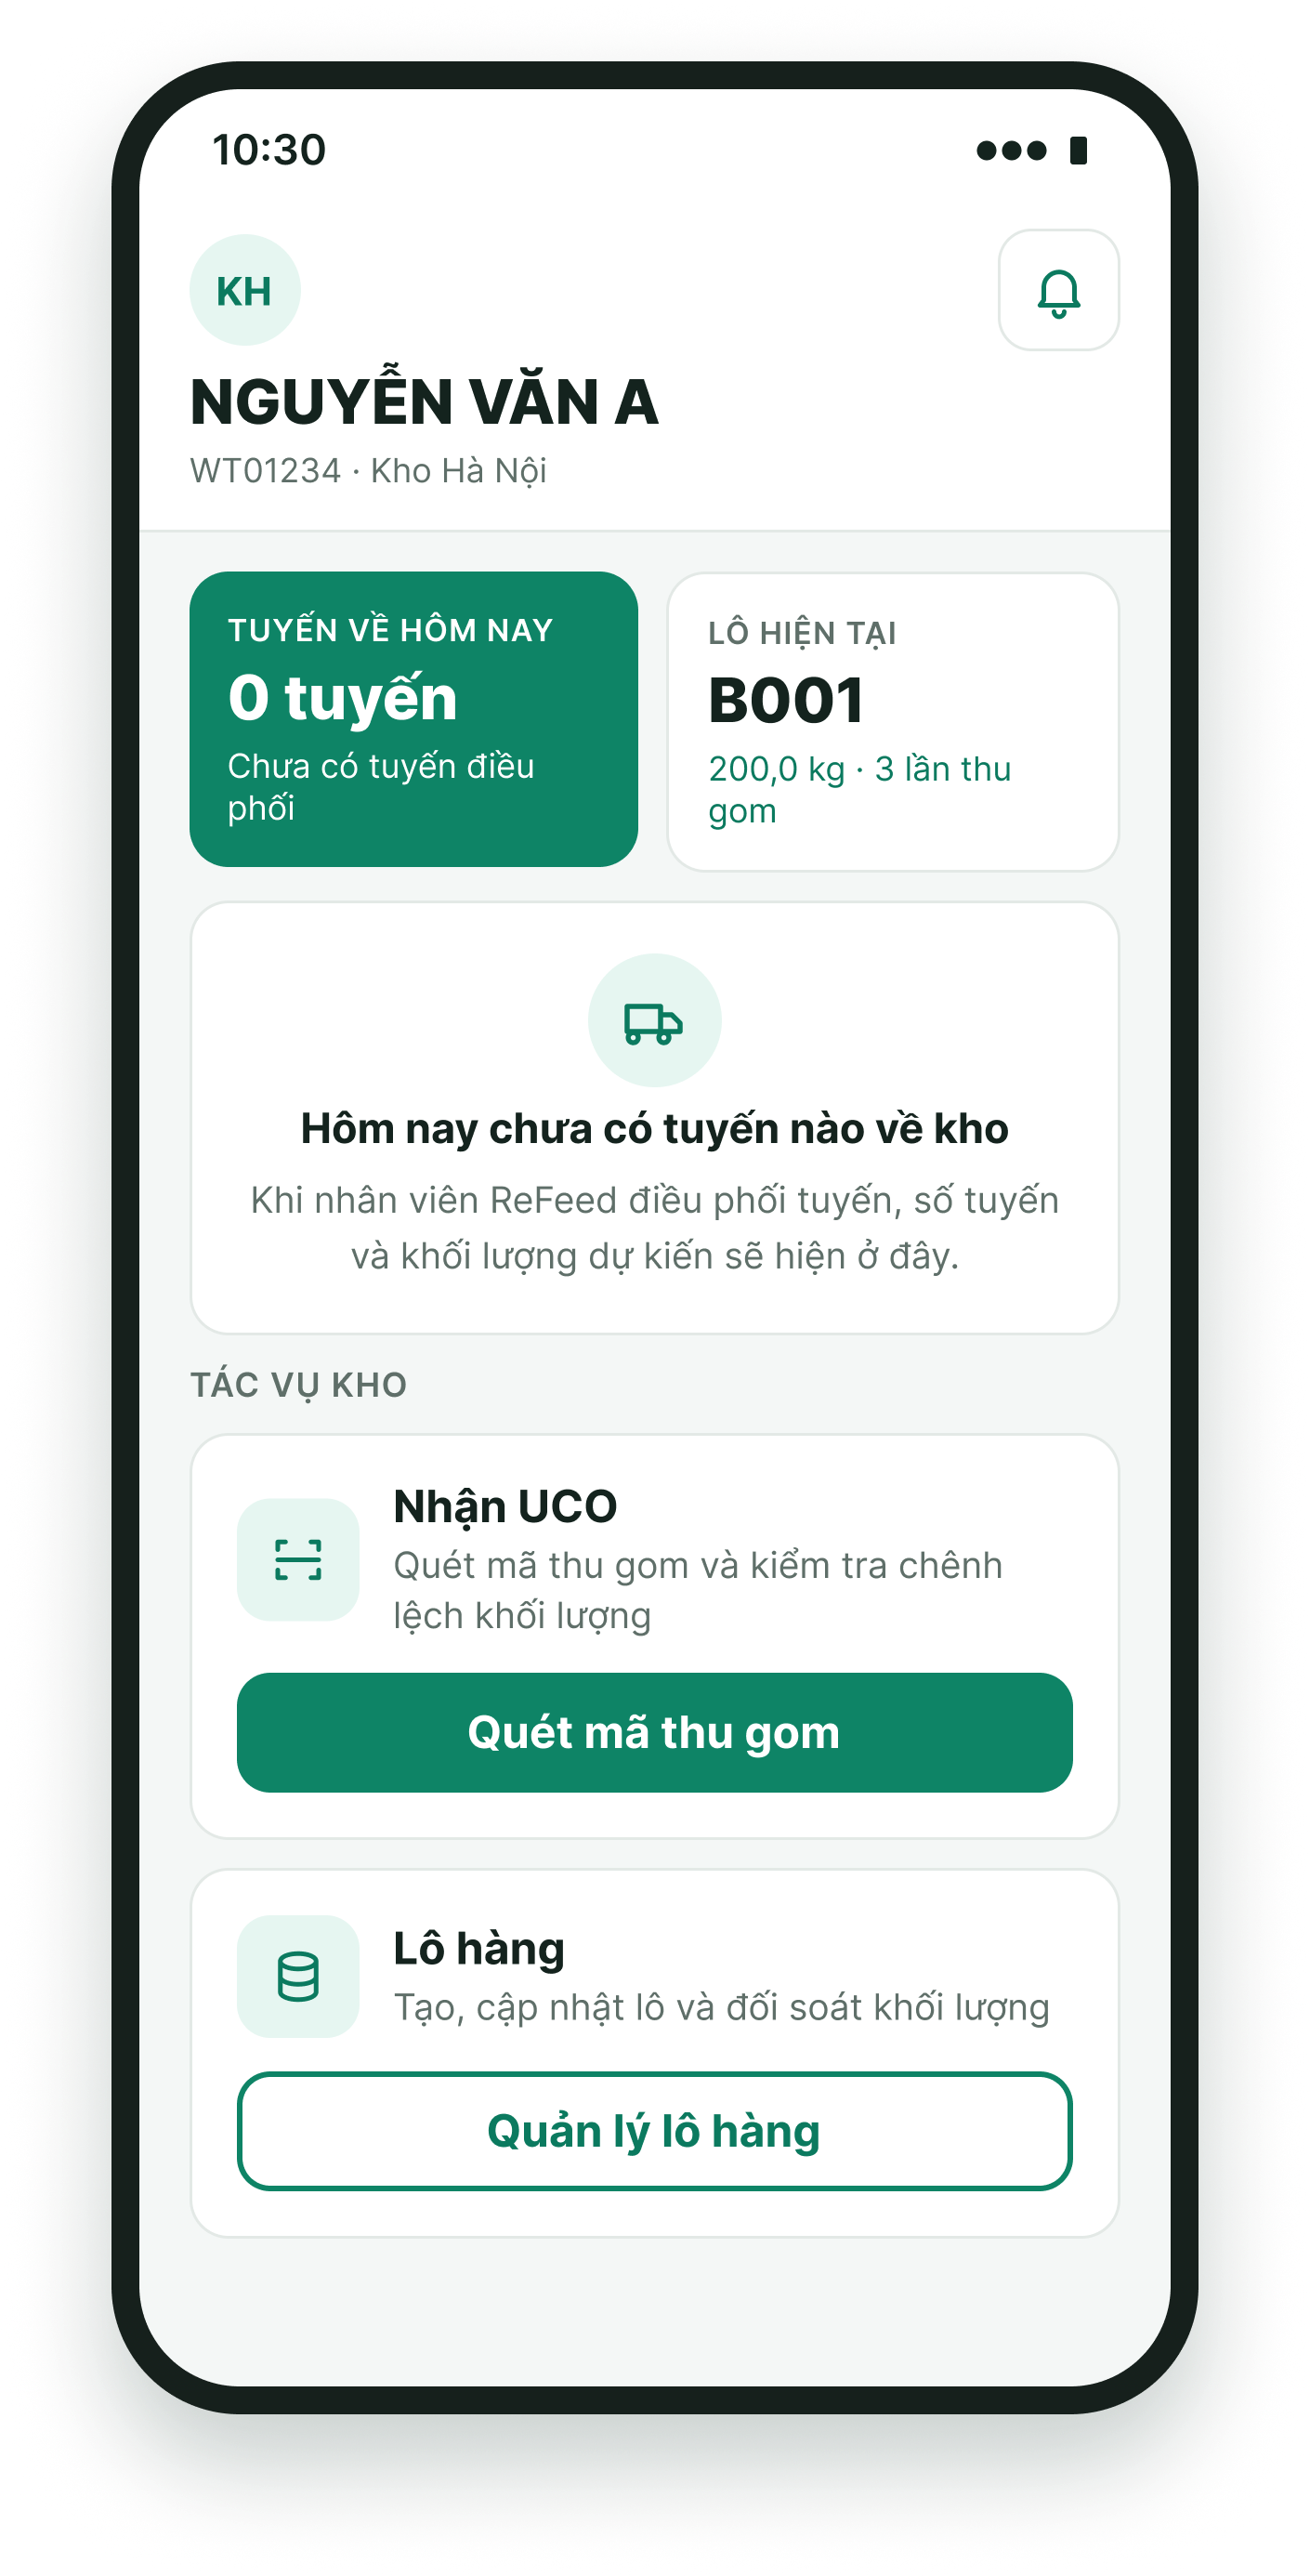 10:30
KH
NGUYỄN VĂN A
WT01234 · Kho Hà Nội
TUYẾN VỀ HÔM NAY
0 tuyến
Chưa có tuyến điều
phối
LÔ HIỆN TẠI
B001
200,0 kg · 3 lần thu
gom
Hôm nay chưa có tuyến nào về kho
Khi nhân viên ReFeed điều phối tuyến, số tuyến
và khối lượng dự kiến sẽ hiện ở đây.
TÁC VỤ KHO
Nhận UCO
Quét mã thu gom và kiểm tra chênh
lệch khối lượng
Quét mã thu gom
Lô hàng
Tạo, cập nhật lô và đối soát khối lượng
Quản lý lô hàng